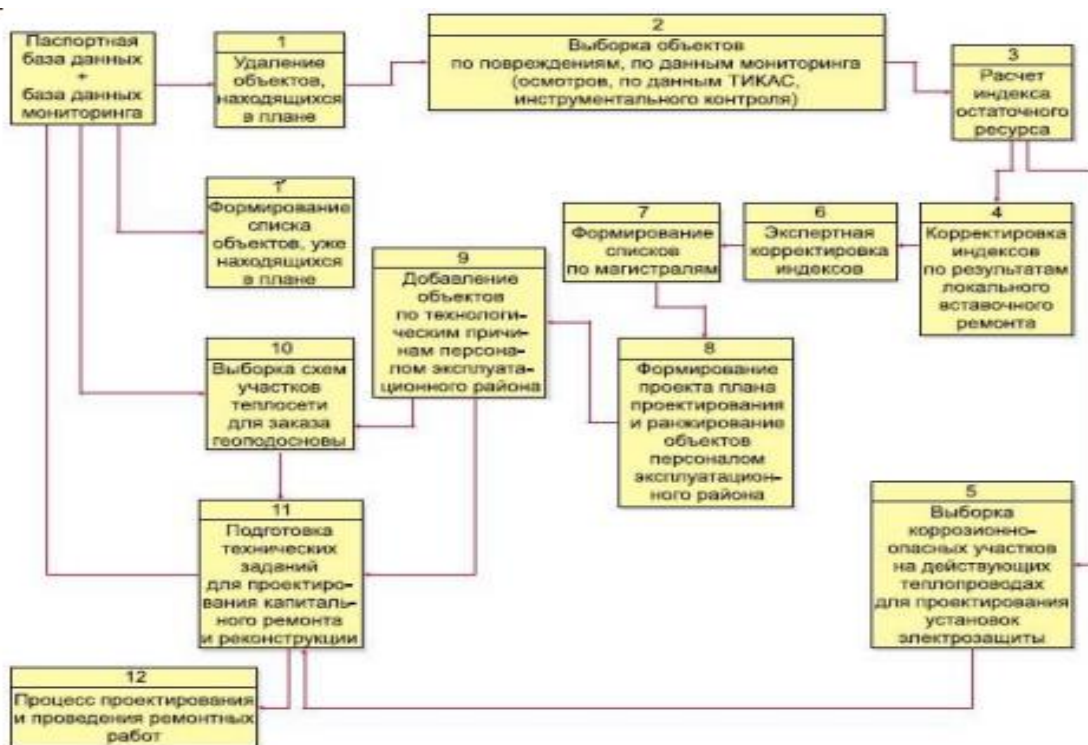 Паспортная
база данных
+
база данных
мониторинга
1
Удаление
объектов,
находящихся
в плане
2
Выборка объектов
по повреждениям, по данным мониторинга
(осмотров, по данным ТИКАС,
инструментального контроля)
3
Расчет
индекса
остаточного
ресурса
1'
Формирование
списка
объектов, уже
находящихся
в плане
9
Добавление
объектов
по технологи-
ческим причи-
нам персона-
лом эксплуата-
ционного района
7
Формирование
списков
по магистралям
6
Экспертная
корректировка
индексов
4
Корректировка
индексов
по результатам
локального
вставочного
ремонта
10
Выборка схем
участков
теплосети
для заказа
геоподосновы
8
Формирование
проекта плана
проектирования
и ранжирование
объектов
персоналом
эксплуатацион-
ного района
11
Подготовка
технических
заданий
для проектиро-
вания капиталь-
ного ремонта
и реконструкции
5
Выборка
коррозионно-
опасных участков
на действующих
теплопроводах
для проектирования
установок
электрозащиты
12
Процесс проектирования
и проведения ремонтных
работ